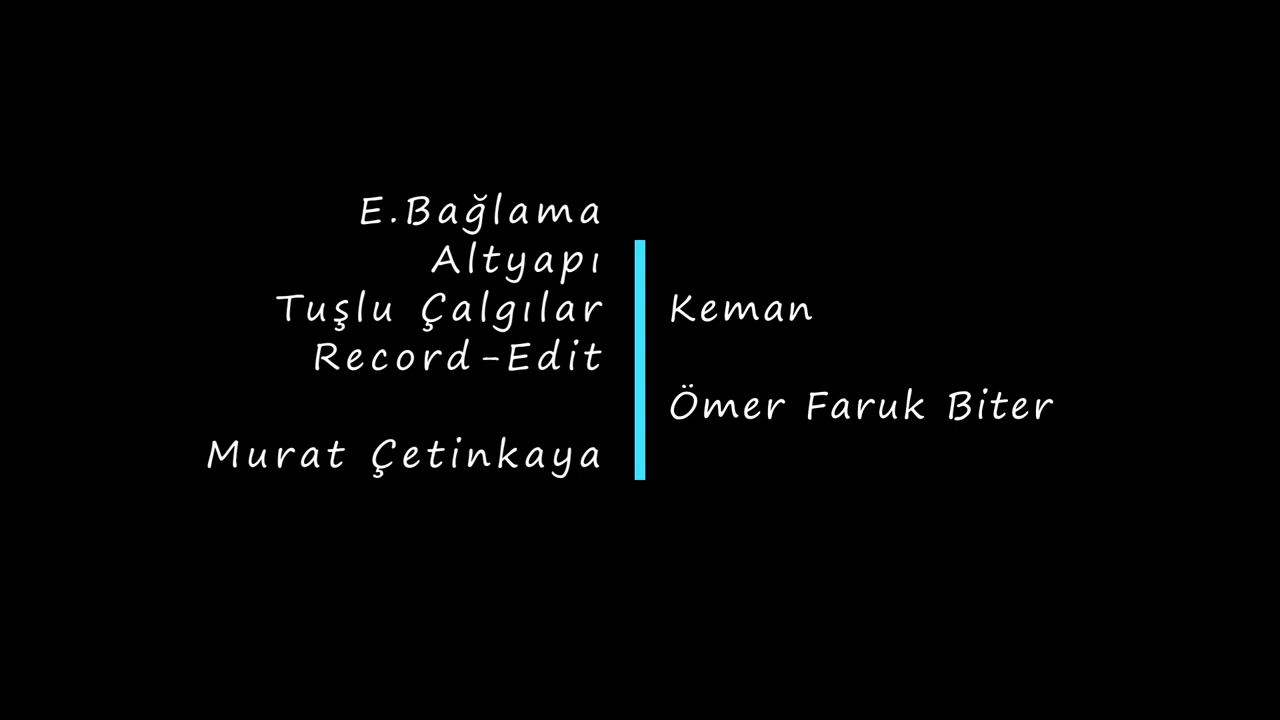 E.Bağlama
Altyapı
Tuşlu Çalgılar
Record-Edit
Murat Çetinkaya
Keman
Ömer Faruk Biter